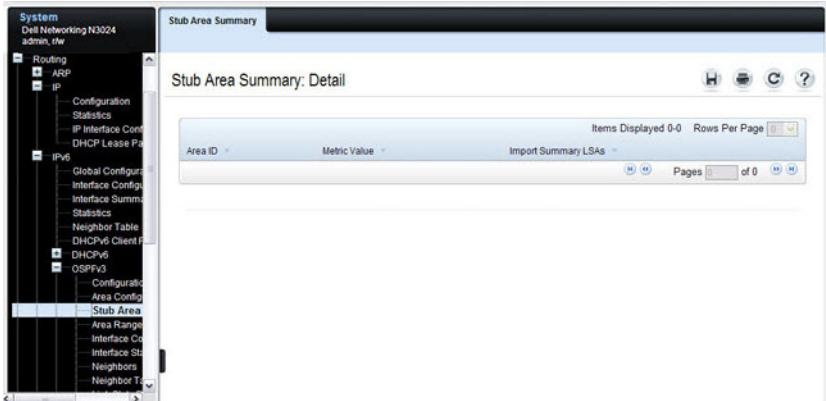 System
Dell Networking N3024
admin, r/w
Routing
ARP
IP
Configuration
Statistics
IP Interface Conf
DHCP Lease Pa
IPv6
Global Configura
Interface Configu
Interface Summa
Statistics
Neighbor Table
DHCPv6 Client P
DHCPv6
OSPFv3
Configuratio
Area Config
Stub Area
Area Range
Interface Co
Interface Sta
Neighbors
Neighbor Ta
Stub Area Summary
Stub Area Summary: Detail
Items Displayed 0-0 Rows Per Page 0
Area ID Metric Value Import Summary LSAs
Pages 0 of 0